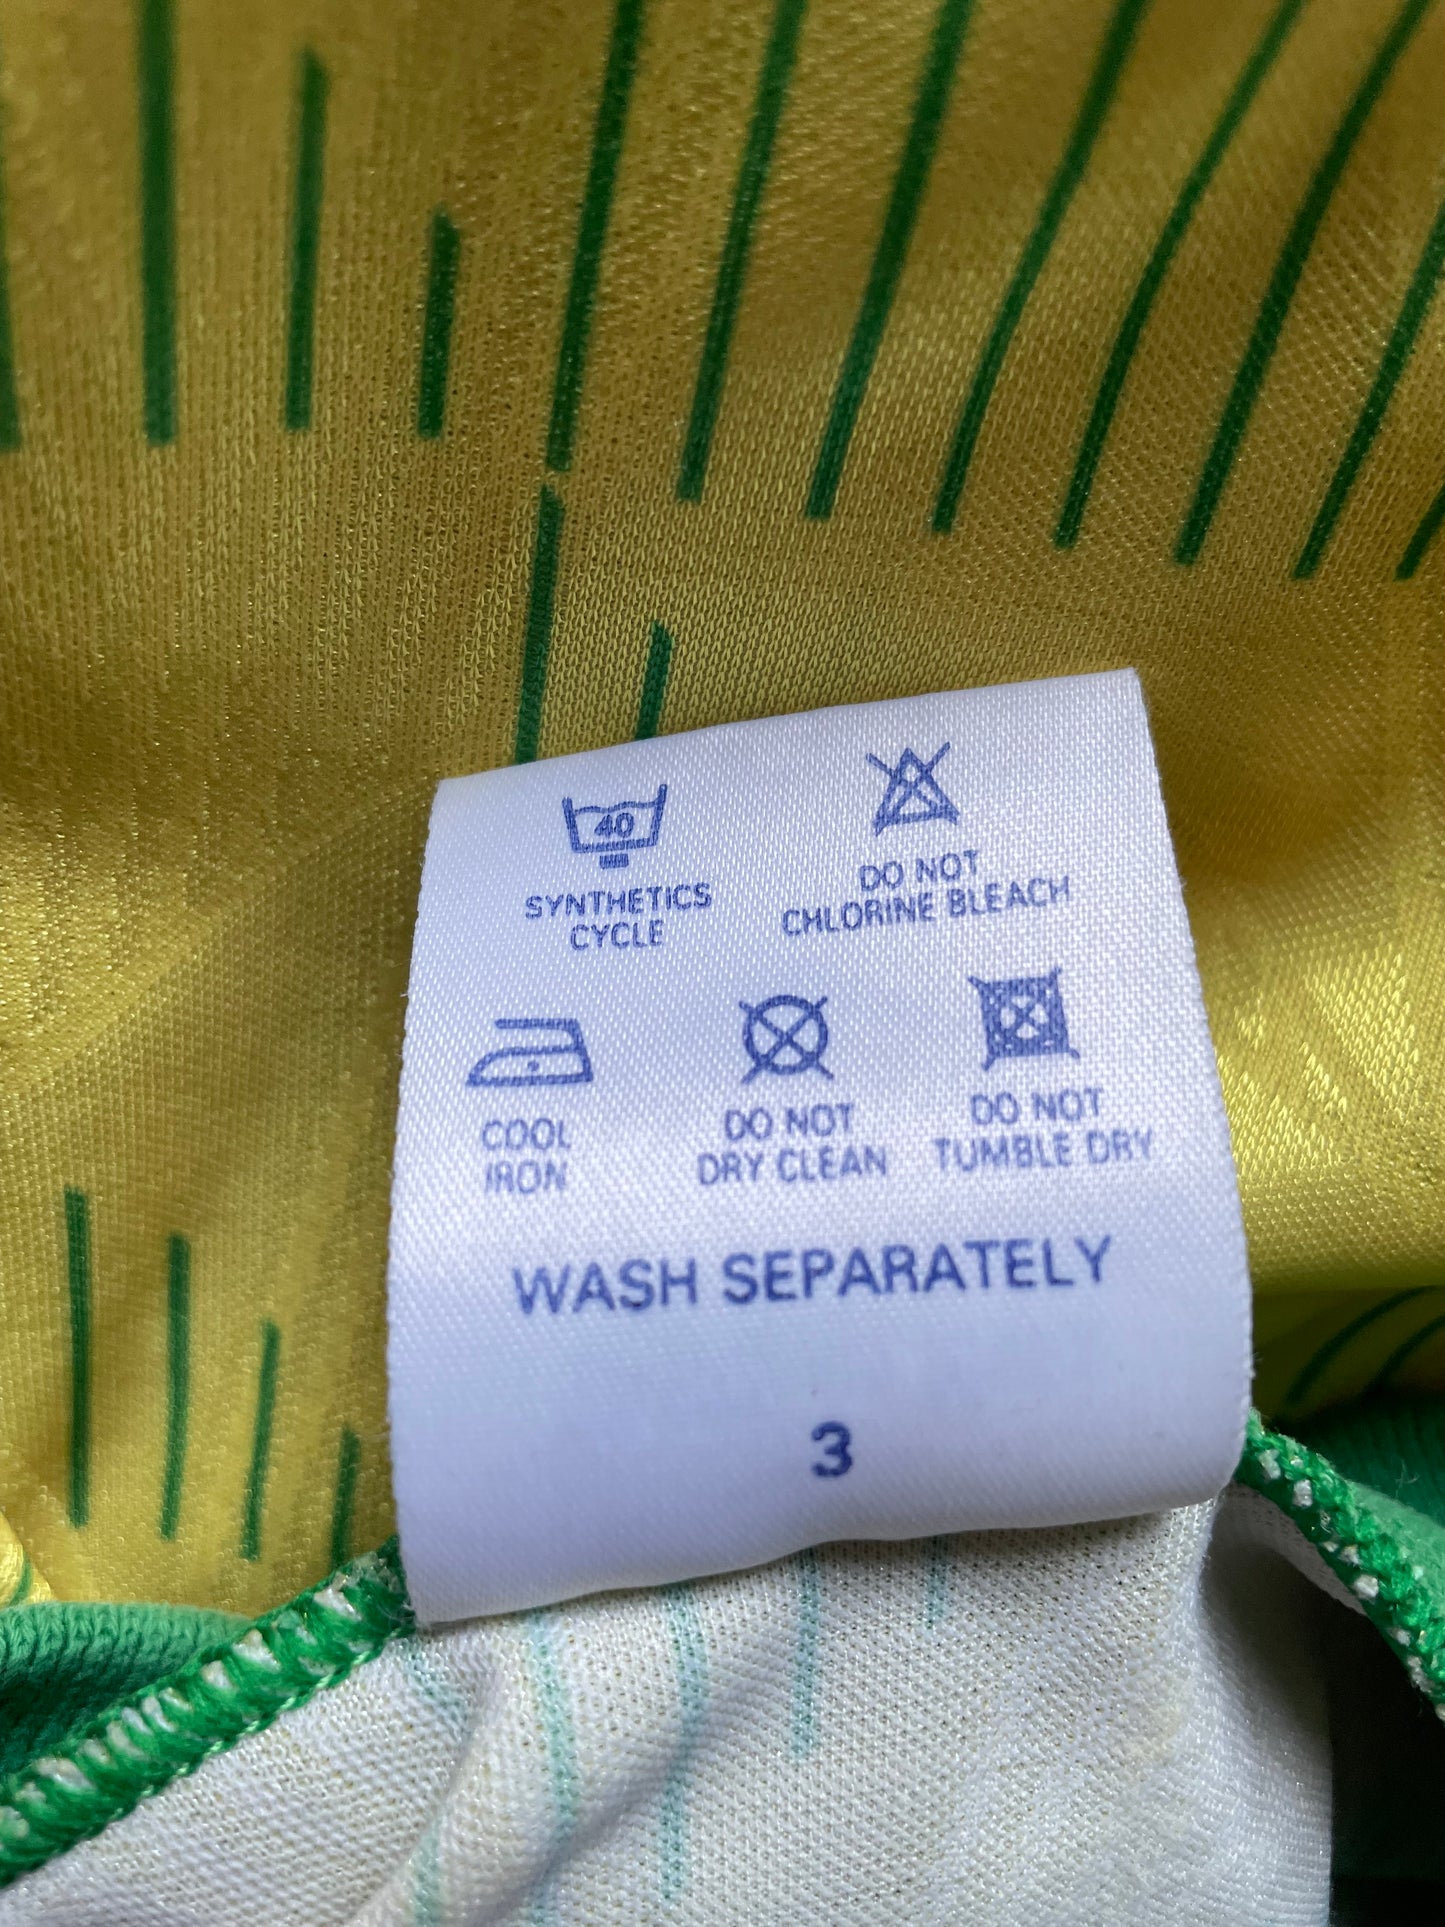 40
SYNTHETICS
CYCLE
DO NOT
CHLORINE BLEACH
COOL
IRON
DO NOT
DRY CLEAN
DO NOT
TUMBLE DRY
WASH SEPARATELY
3